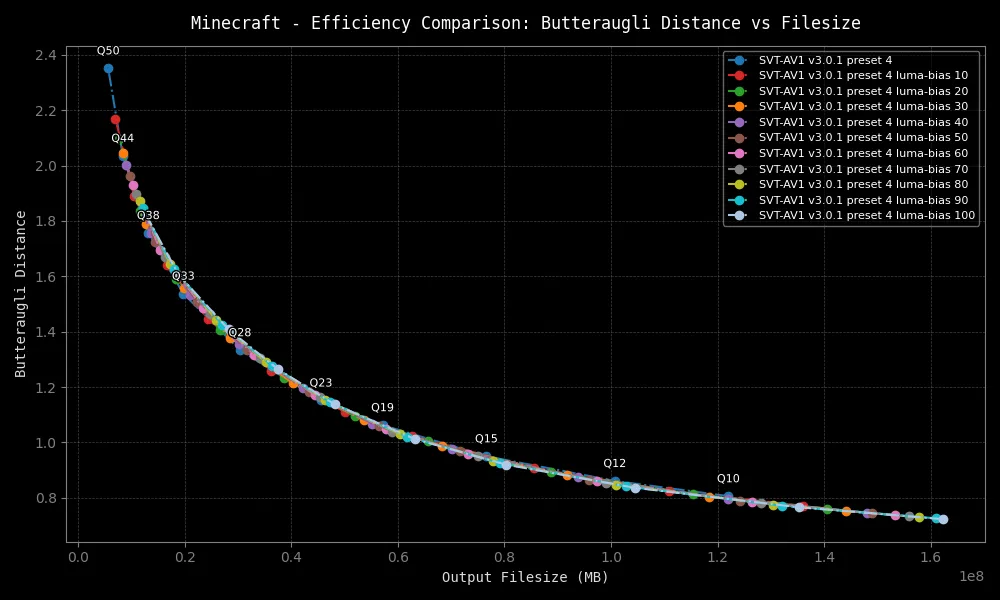 Minecraft - Efficiency Comparison: Butteraugli Distance vs Filesize
SVT-AV1 v3.0.1 preset 4
SVT-AV1 v3.0.1 preset 4 luma-bias 10
SVT-AV1 v3.0.1 preset 4 luma-bias 20
SVT-AV1 v3.0.1 preset 4 luma-bias 30
SVT-AV1 v3.0.1 preset 4 luma-bias 40
SVT-AV1 v3.0.1 preset 4 luma-bias 50
SVT-AV1 v3.0.1 preset 4 luma-bias 60
SVT-AV1 v3.0.1 preset 4 luma-bias 70
SVT-AV1 v3.0.1 preset 4 luma-bias 80
SVT-AV1 v3.0.1 preset 4 luma-bias 90
SVT-AV1 v3.0.1 preset 4 luma-bias 100
Butteraugli Distance
2.4
2.2
2.0
1.8
1.6
1.4
1.2
1.0
0.8
Q50
Q44
Q38
Q33
Q28
Q23
Q19
Q15
Q12
Q10
0.0
0.2
0.4
0.6
0.8
1.0
1.2
1.4
1.6
1e8
Output Filesize (MB)